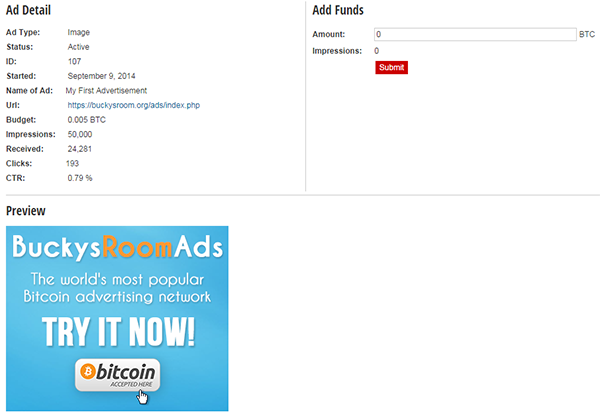 Ad Detail
Ad Type: Image
Status: Active
ID: 107
Started: September 9, 2014
Name of Ad: My First Advertisement
Url: https://buckysroom.org/ads/index.php
Budget: 0.005 BTC
Impressions: 50,000
Received: 24,281
Clicks: 193
CTR: 0.79 %
Add Funds
Amount: 0 BTC
Impressions: 0
Submit
Preview
BuckysRoomAds
The world's most popular
Bitcoin advertising network
TRY IT NOW!
bitcoin
ACCEPTED HERE